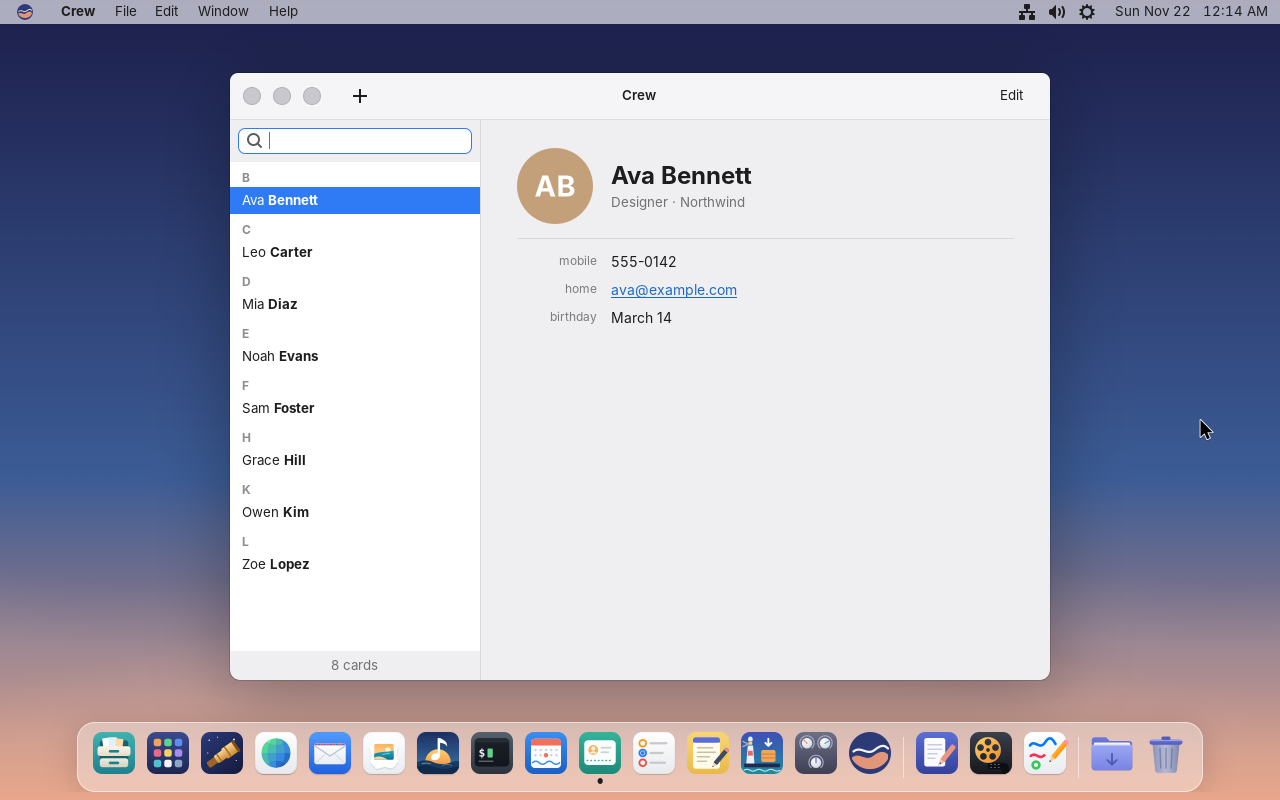 Crew File Edit Window Help Sun Nov 22 12:14 AM
Crew Edit
B
Ava Bennett
C
Leo Carter
D
Mia Diaz
E
Noah Evans
F
Sam Foster
H
Grace Hill
K
Owen Kim
L
Zoe Lopez
8 cards
AB
Ava Bennett
Designer · Northwind
mobile 555-0142
home ava@example.com
birthday March 14
$